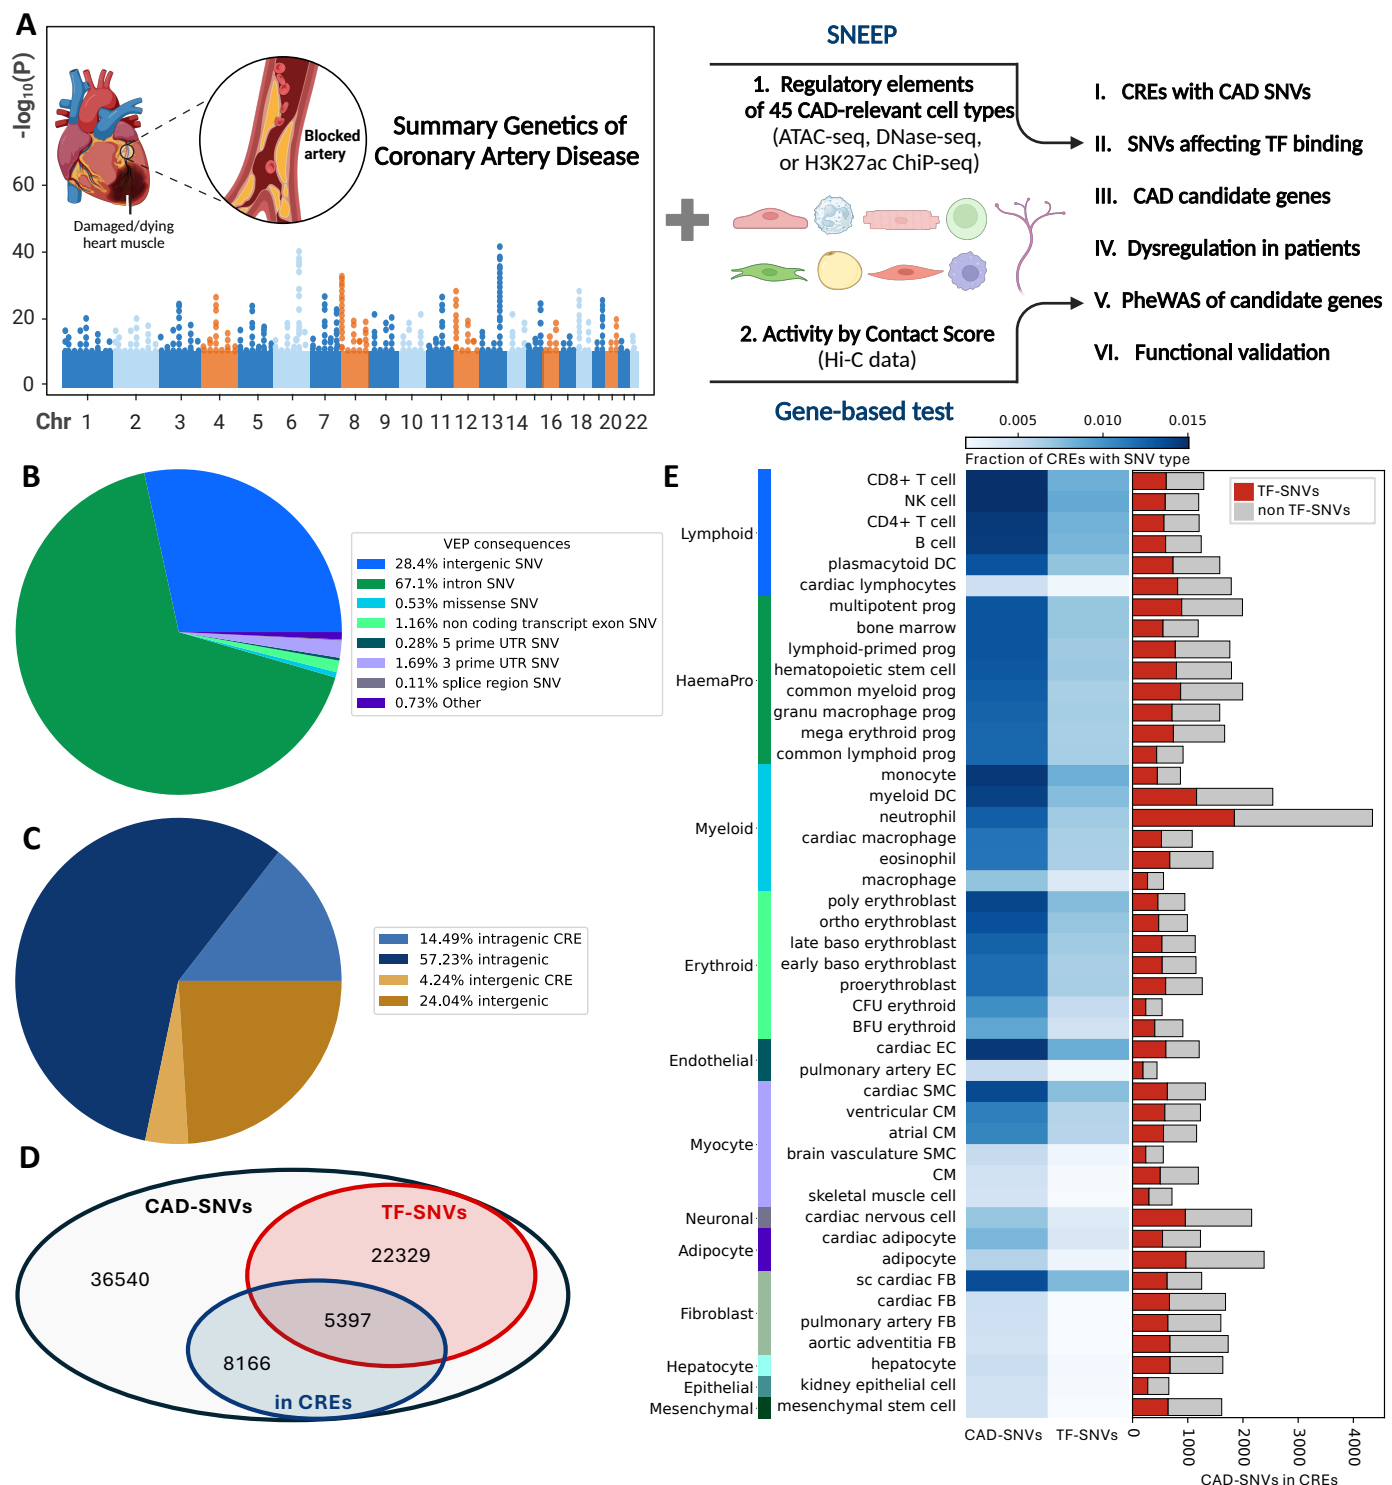 A
-log10(P)
60
40
20
0
Blocked
artery
Summary Genetics of
Coronary Artery Disease
Damaged/dying
heart muscle
Chr 1 2 3 4 5 6 7 8 9 10 11 12 13 14 16 18 20 22
SNEEP
1. Regulatory elements
of 45 CAD-relevant cell types
(ATAC-seq, DNase-seq,
or H3K27ac ChiP-seq)
2. Activity by Contact Score
(Hi-C data)
Gene-based test
I. CREs with CAD SNVs
II. SNVs affecting TF binding
III. CAD candidate genes
IV. Dysregulation in patients
V. PheWAS of candidate genes
VI. Functional validation
B
VEP consequences
28.4% intergenic SNV
67.1% intron SNV
0.53% missense SNV
1.16% non coding transcript exon SNV
0.28% 5 prime UTR SNV
1.69% 3 prime UTR SNV
0.11% splice region SNV
0.73% Other
C
14.49% intragenic CRE
57.23% intragenic
4.24% intergenic CRE
24.04% intergenic
D
CAD-SNVs
TF-SNVs
22329
36540
5397
8166
in CREs
E
0.005 0.010 0.015
Fraction of CREs with SNV type
TF-SNVs
non TF-SNVs
Lymphoid
HaemaPro
Myeloid
Erythroid
Endothelial
Myocyte
Neuronal
Adipocyte
Fibroblast
Hepatocyte
Epithelial
Mesenchymal
CD8+ T cell
NK cell
CD4+ T cell
B cell
plasmacytoid DC
cardiac lymphocytes
multipotent prog
bone marrow
lymphoid-primed prog
hematopoietic stem cell
common myeloid prog
granu macrophage prog
mega erythroid prog
common lymphoid prog
monocyte
myeloid DC
neutrophil
cardiac macrophage
eosinophil
macrophage
poly erythroblast
ortho erythroblast
late baso erythroblast
early baso erythroblast
proerythroblast
CFU erythroid
BFU erythroid
cardiac EC
pulmonary artery EC
cardiac SMC
ventricular CM
atrial CM
brain vasculature SMC
CM
skeletal muscle cell
cardiac nervous cell
cardiac adipocyte
adipocyte
sc cardiac FB
cardiac FB
pulmonary artery FB
aortic adventitia FB
hepatocyte
kidney epithelial cell
mesenchymal stem cell
CAD-SNVs TF-SNVs
0 1000 2000 3000 4000
CAD-SNVs in CREs